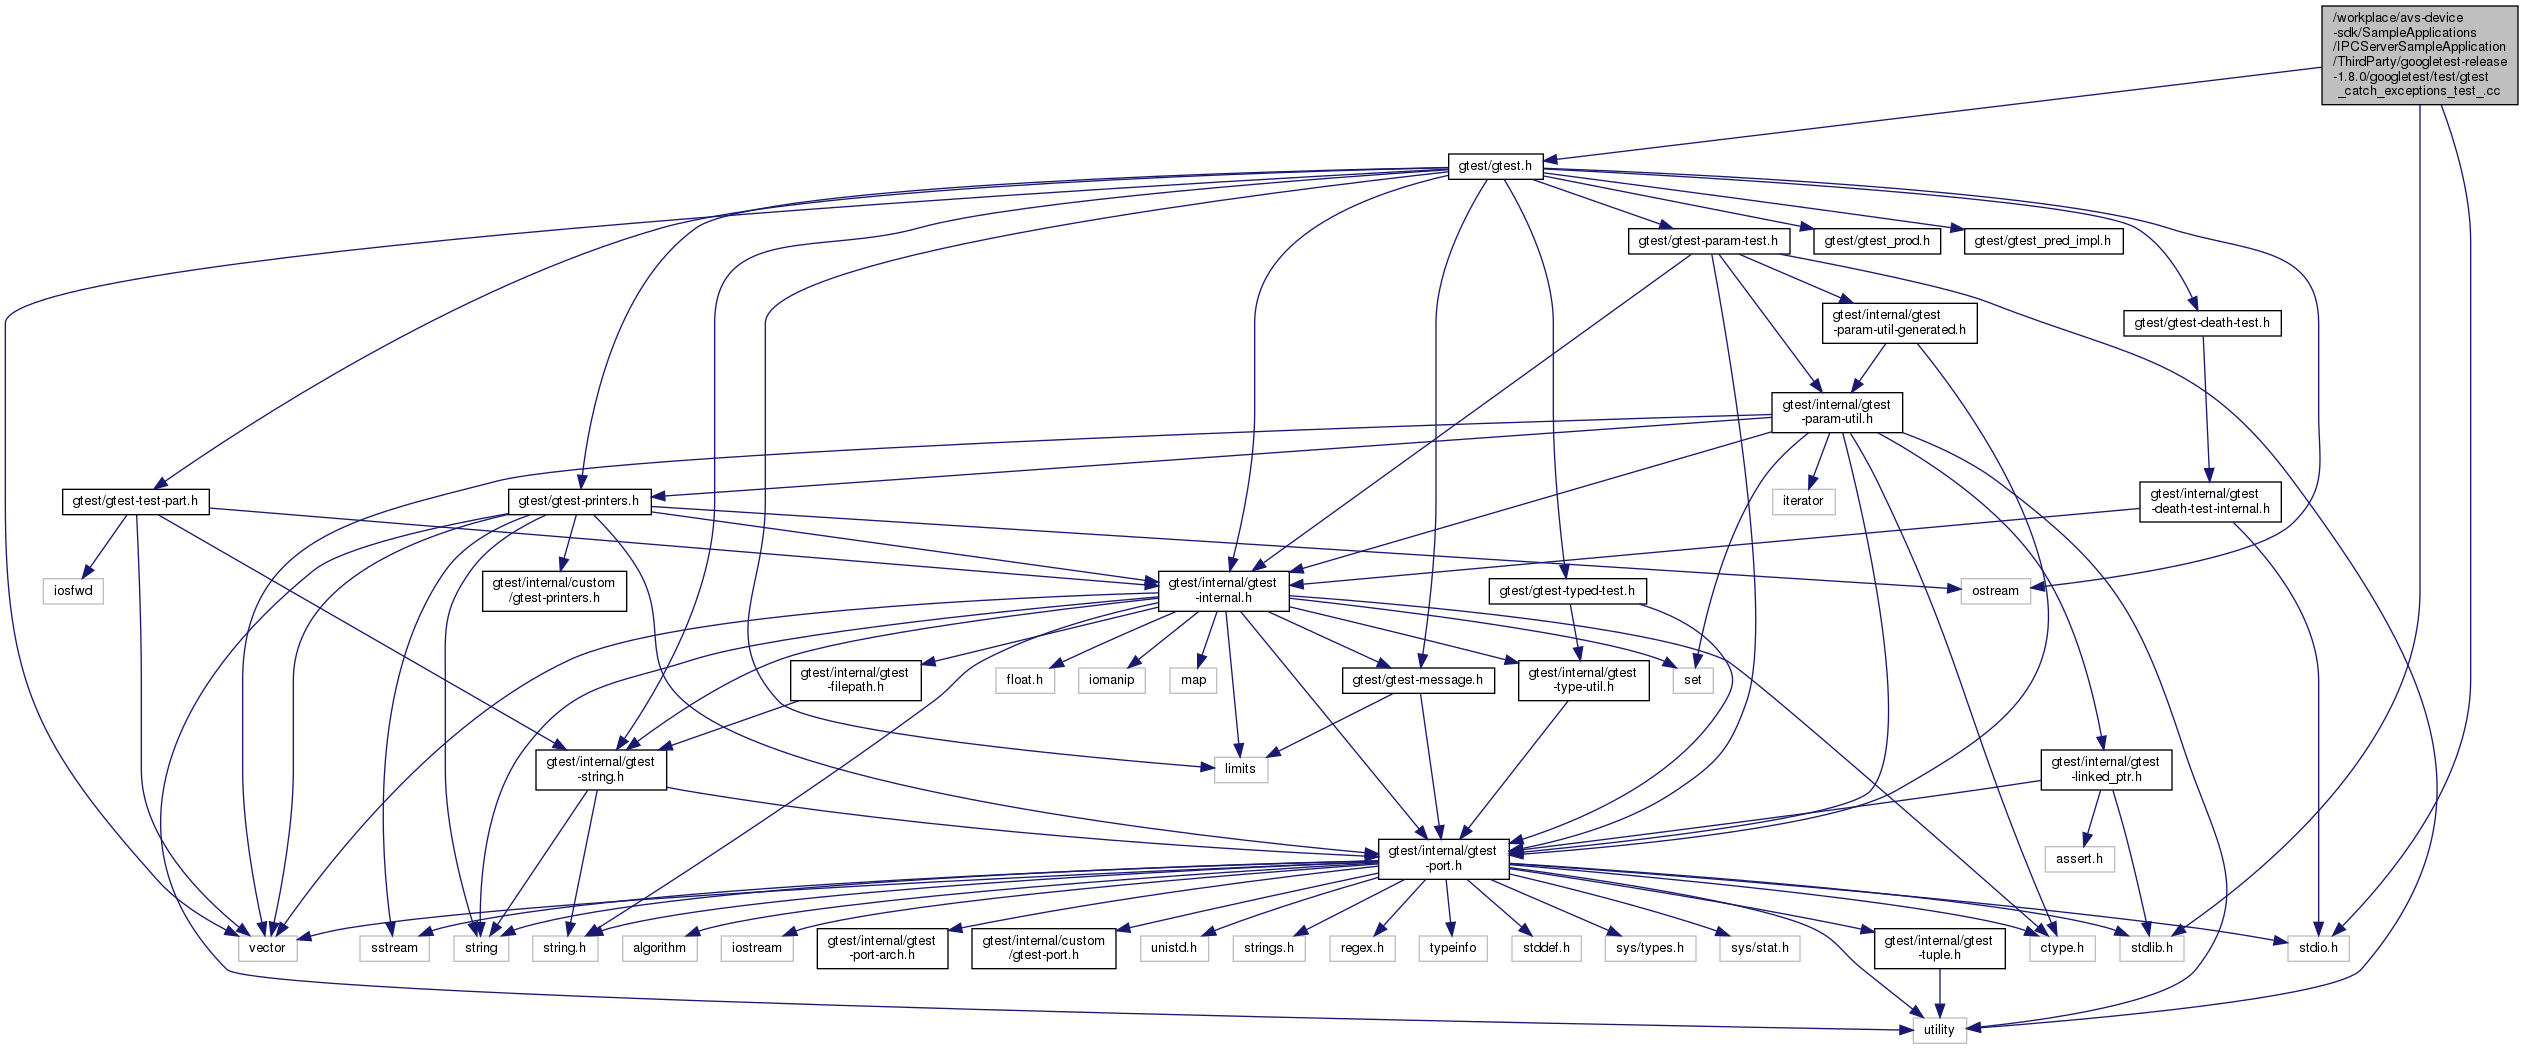 /workplace/avs-device
-sdk/SampleApplications
/IPCServerSampleApplication
/ThirdParty/googletest-release
-1.8.0/googletest/test/gtest
_catch_exceptions_test_.cc
gtest/gtest.h
gtest/gtest-param-test.h
gtest/gtest_prod.h
gtest/gtest_pred_impl.h
gtest/internal/gtest
-param-util-generated.h
gtest/gtest-death-test.h
gtest/internal/gtest
-param-util.h
gtest/gtest-test-part.h
gtest/gtest-printers.h
iterator
gtest/internal/gtest
-death-test-internal.h
iosfwd
gtest/internal/custom
/gtest-printers.h
gtest/internal/gtest
-internal.h
gtest/gtest-typed-test.h
ostream
gtest/internal/gtest
-filepath.h
float.h
iomanip
map
gtest/gtest-message.h
gtest/internal/gtest
-type-util.h
set
gtest/internal/gtest
-string.h
limits
gtest/internal/gtest
-linked_ptr.h
gtest/internal/gtest
-port.h
assert.h
vector
sstream
string
string.h
algorithm
iostream
gtest/internal/gtest
-port-arch.h
gtest/internal/custom
/gtest-port.h
unistd.h
strings.h
regex.h
typeinfo
stddef.h
sys/types.h
sys/stat.h
gtest/internal/gtest
-tuple.h
ctype.h
stdlib.h
stdio.h
utility